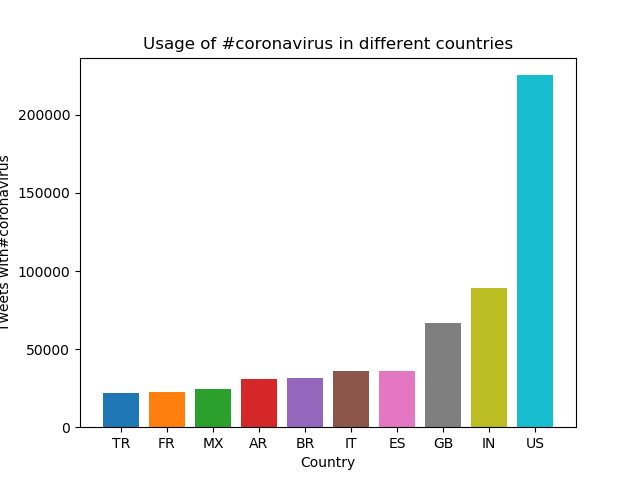 Usage of #coronavirus in different countries
Tweets with#coronavirus
200000
150000
100000
50000
0
TR FR MX AR BR IT ES GB IN US
Country